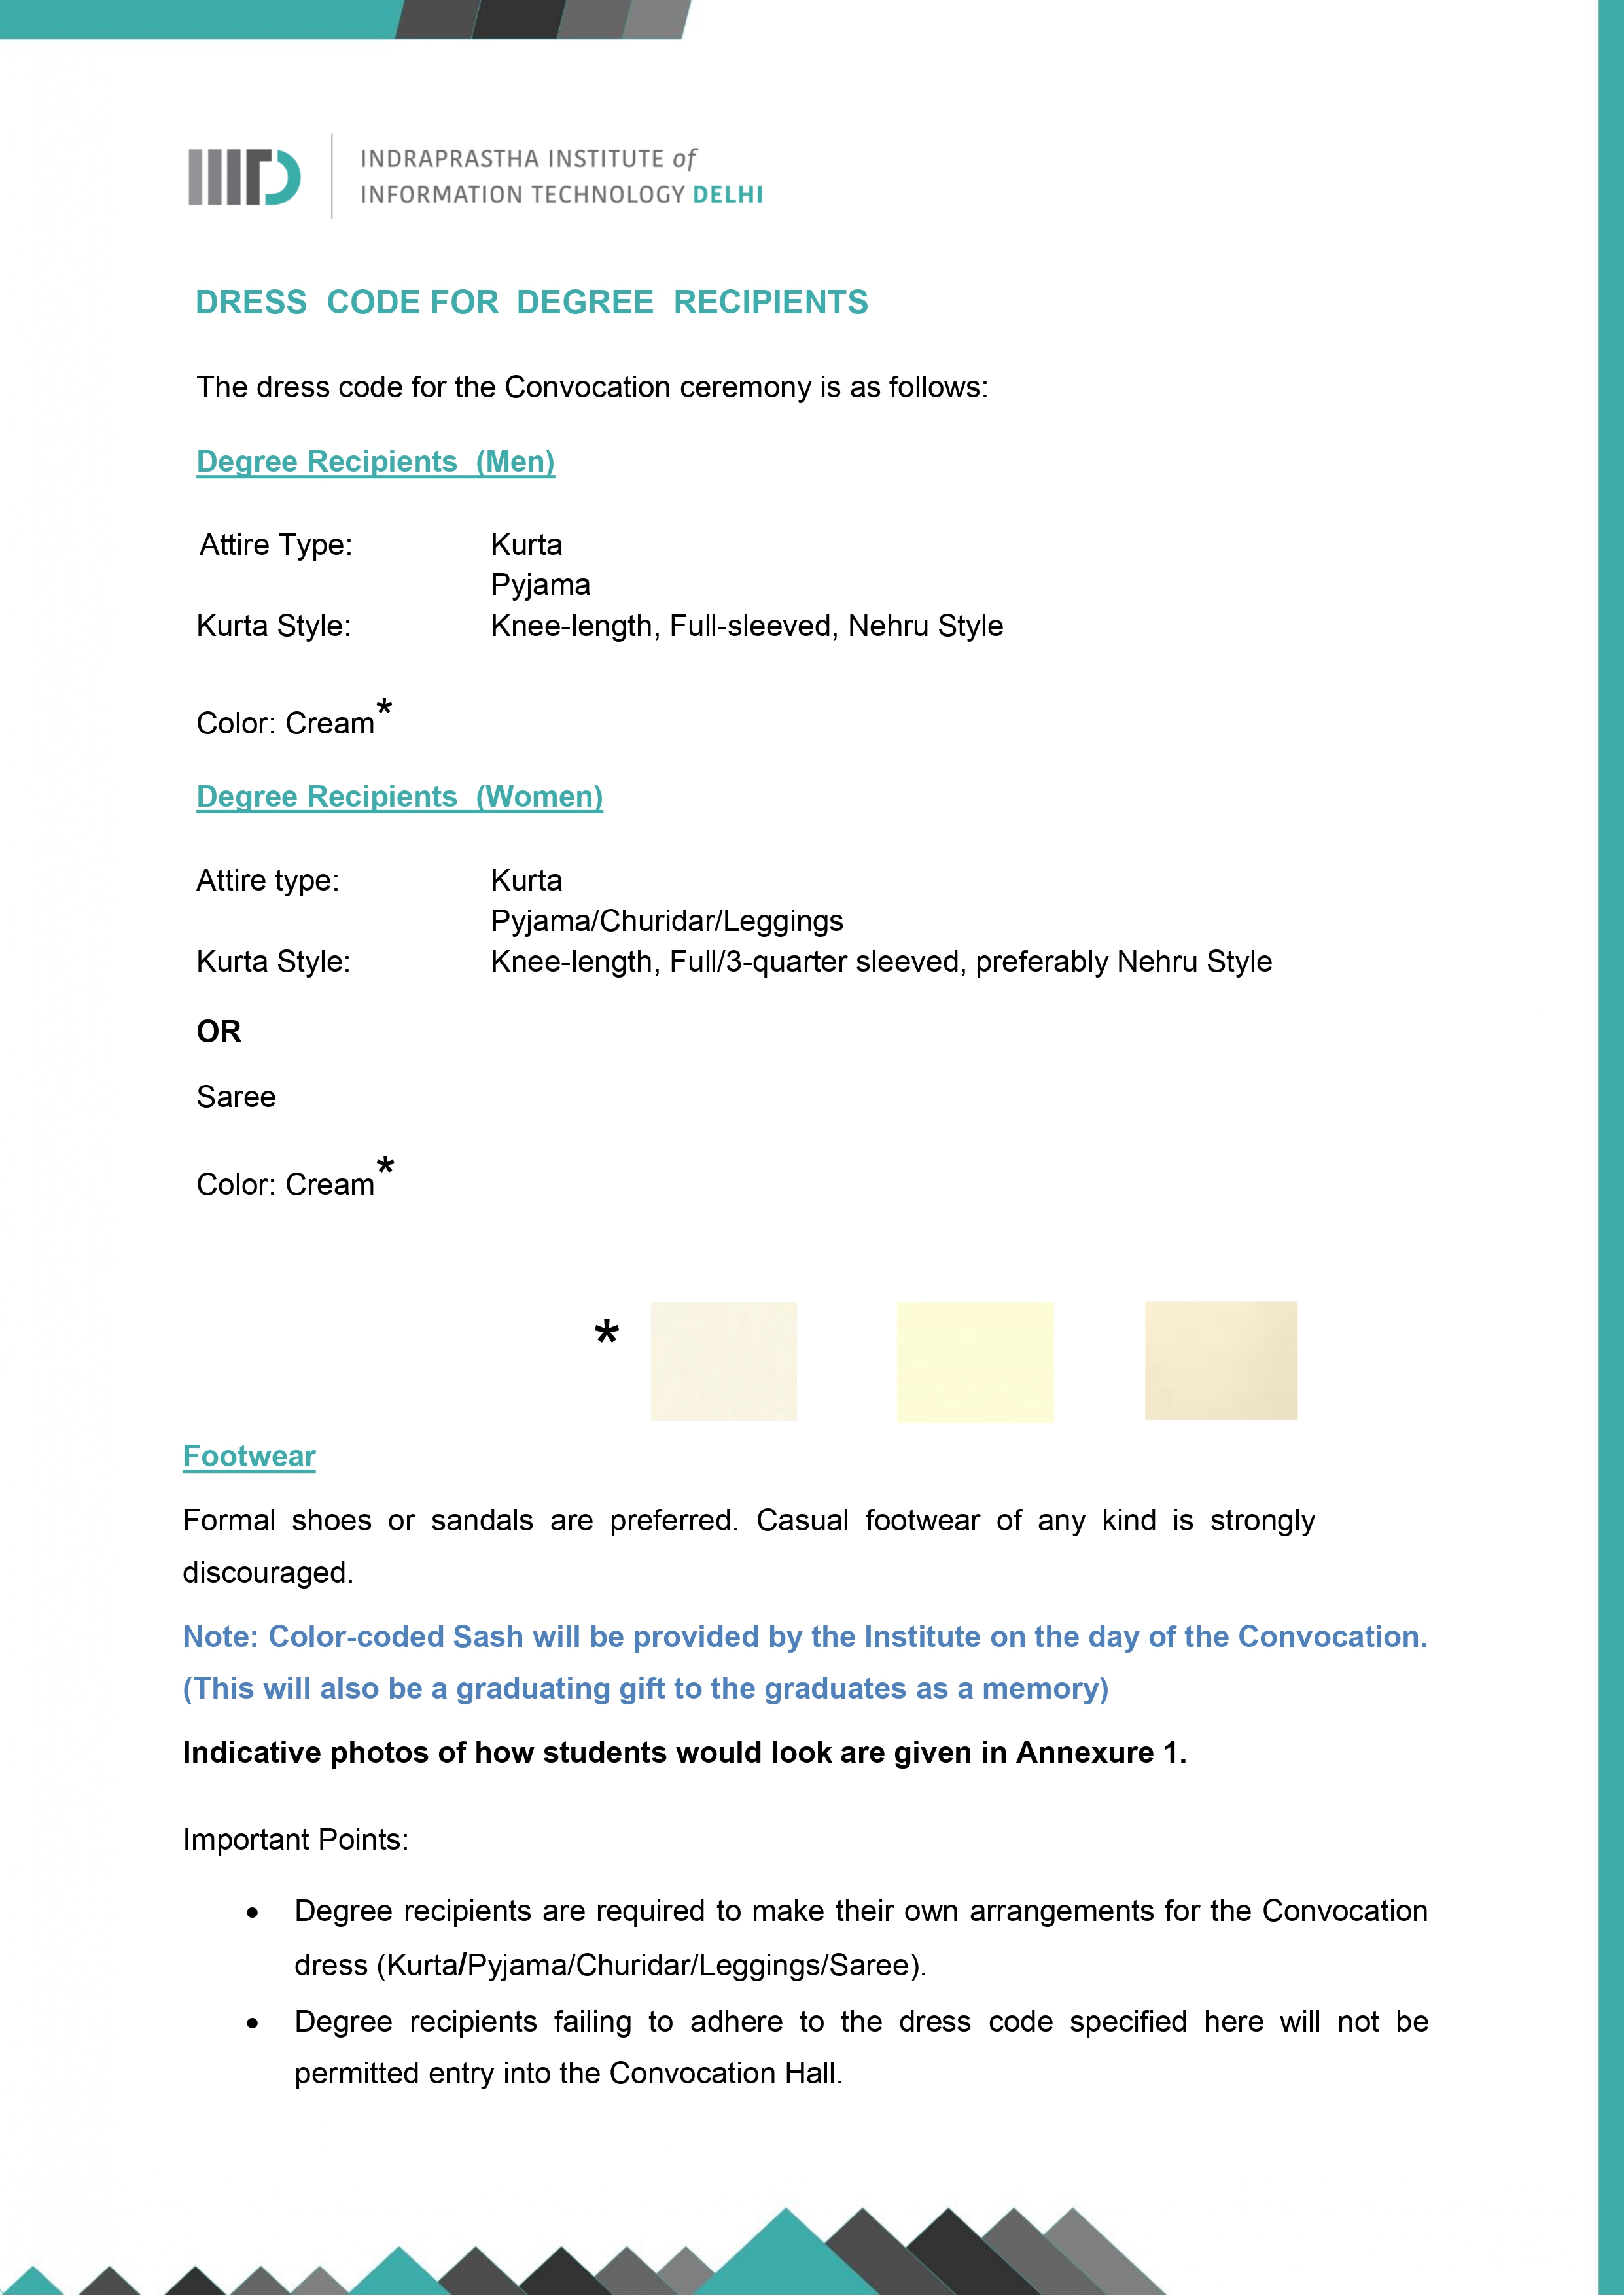 INDRAPRASTHA INSTITUTE of
INFORMATION TECHNOLOGY DELHI
DRESS CODE FOR DEGREE RECIPIENTS
The dress code for the Convocation ceremony is as follows:
Degree Recipients (Men)
Attire Type: Kurta
Pyjama
Kurta Style: Knee-length, Full-sleeved, Nehru Style
Color: Cream*
Degree Recipients (Women)
Attire type: Kurta
Pyjama/Churidar/Leggings
Kurta Style: Knee-length, Full/3-quarter sleeved, preferably Nehru Style
OR
Saree
Color: Cream*
*
Footwear
Formal shoes or sandals are preferred. Casual footwear of any kind is strongly
discouraged.
Note: Color-coded Sash will be provided by the Institute on the day of the Convocation.
(This will also be a graduating gift to the graduates as a memory)
Indicative photos of how students would look are given in Annexure 1.
Important Points:
• Degree recipients are required to make their own arrangements for the Convocation
dress (Kurta/Pyjama/Churidar/Leggings/Saree).
• Degree recipients failing to adhere to the dress code specified here will not be
permitted entry into the Convocation Hall.